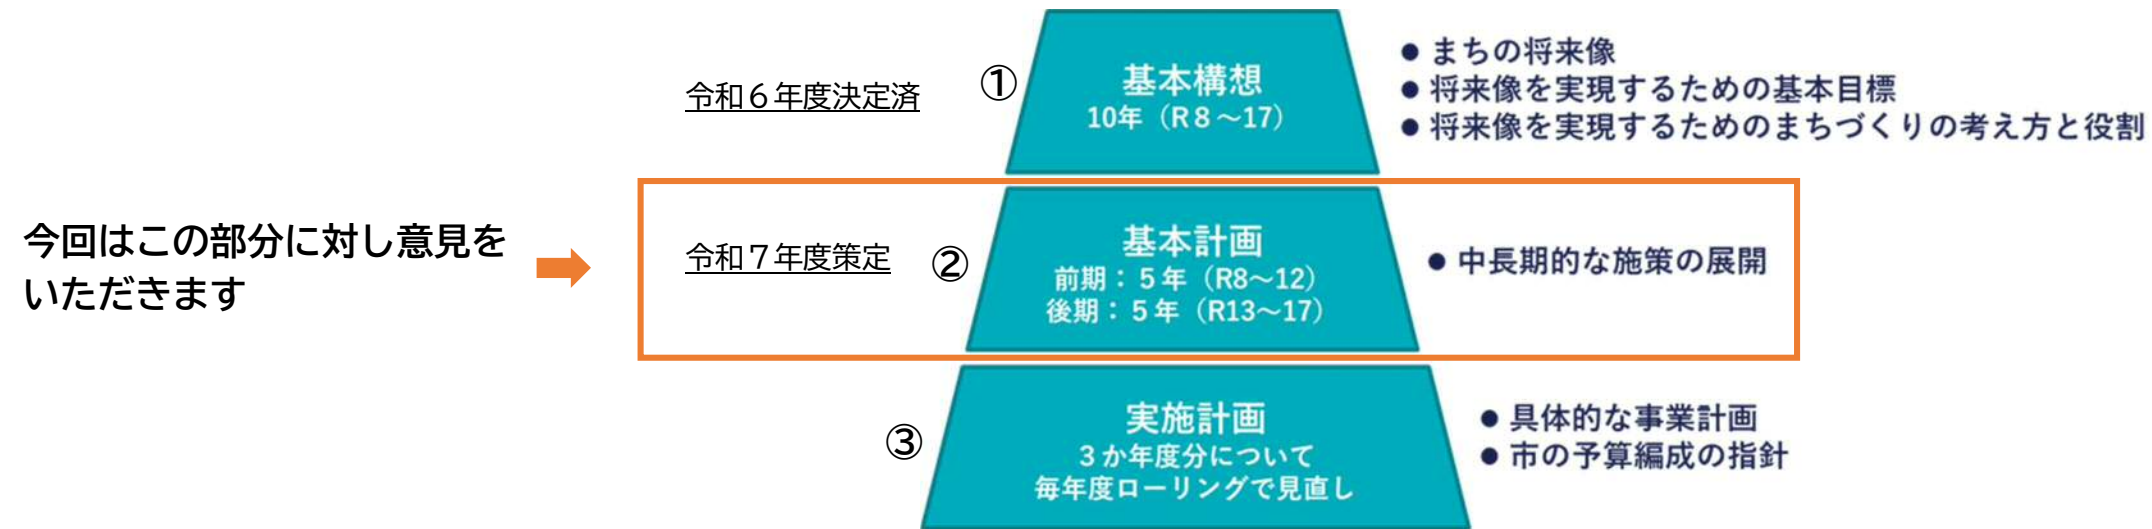 令和６年度決定済
①
基本構想
10年（R８～17）
● まちの将来像
● 将来像を実現するための基本目標
● 将来像を実現するためのまちづくりの考え方と役割
今回はこの部分に対し意見を
いただきます
令和７年度策定
②
基本計画
前期：５年（R8～12）
後期：５年（R13～17）
● 中長期的な施策の展開
③
実施計画
３か年度分について
毎年度ローリングで見直し
● 具体的な事業計画
● 市の予算編成の指針